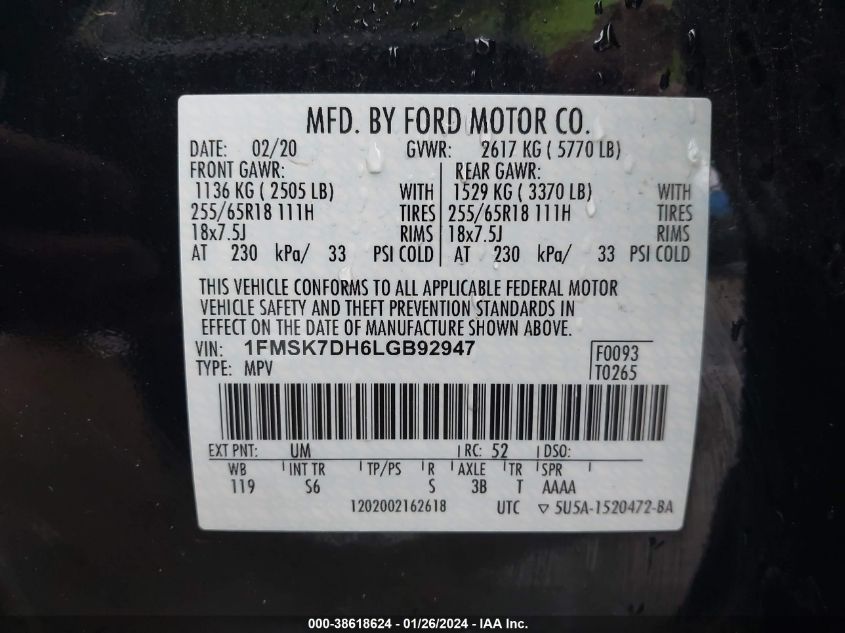 MFD. BY FORD MOTOR CO.
DATE: 02/20 GVWR: 2617 KG ( 5770 LB)
FRONT GAWR: REAR GAWR:
1136 KG ( 2505 LB) WITH 1529 KG ( 3370 LB) WITH
255/65R18 111H TIRES 255/65R18 111H TIRES
18x7.5J RIMS 18x7.5J RIMS
AT 230 kPa/ 33 PSI COLD AT 230 kPa/ 33 PSI COLD
THIS VEHICLE CONFORMS TO ALL APPLICABLE FEDERAL MOTOR
VEHICLE SAFETY AND THEFT PREVENTION STANDARDS IN
EFFECT ON THE DATE OF MANUFACTURE SHOWN ABOVE.
VIN: 1FMSK7DH6LGB92947 F0093
TYPE: MPV T0265
EXT PNT: UM RC: 52 DSO:
WB INT TR TP/PS R AXLE TR SPR
119 S6 S 3B T AAAA
1202002162618 UTC ▽ 5U5A-1520472-BA
000-38618624 - 01/26/2024 - IAA Inc.